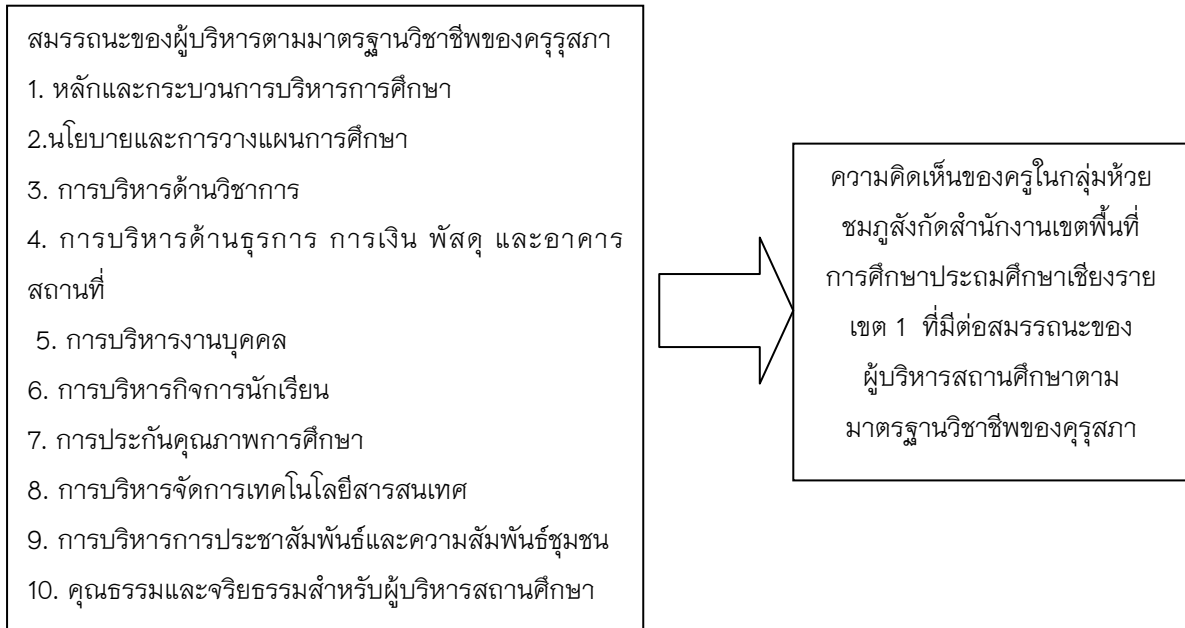 สมรรถนะของผู้บริหารตามมาตรฐานวิชาชีพของครุรุสภา
1. หลักและกระบวนการบริหารการศึกษา
2.นโยบายและการวางแผนการศึกษา
3. การบริหารด้านวิชาการ
4. การบริหารด้านธุรการ การเงิน พัสดุ และอาคาร
สถานที่
5. การบริหารงานบุคคล
6. การบริหารกิจการนักเรียน
7. การประกันคุณภาพการศึกษา
8. การบริหารจัดการเทคโนโลยีสารสนเทศ
9. การบริหารการประชาสัมพันธ์และความสัมพันธ์ชุมชน
10. คุณธรรมและจริยธรรมสำหรับผู้บริหารสถานศึกษา
ความคิดเห็นของครูในกลุ่มห้วย
ชมภูสังกัดสำนักงานเขตพื้นที่
การศึกษาประถมศึกษาเชียงราย
เขต 1 ที่มีต่อสมรรถนะของ
ผู้บริหารสถานศึกษาตาม
มาตรฐานวิชาชีพของคุรุสภา